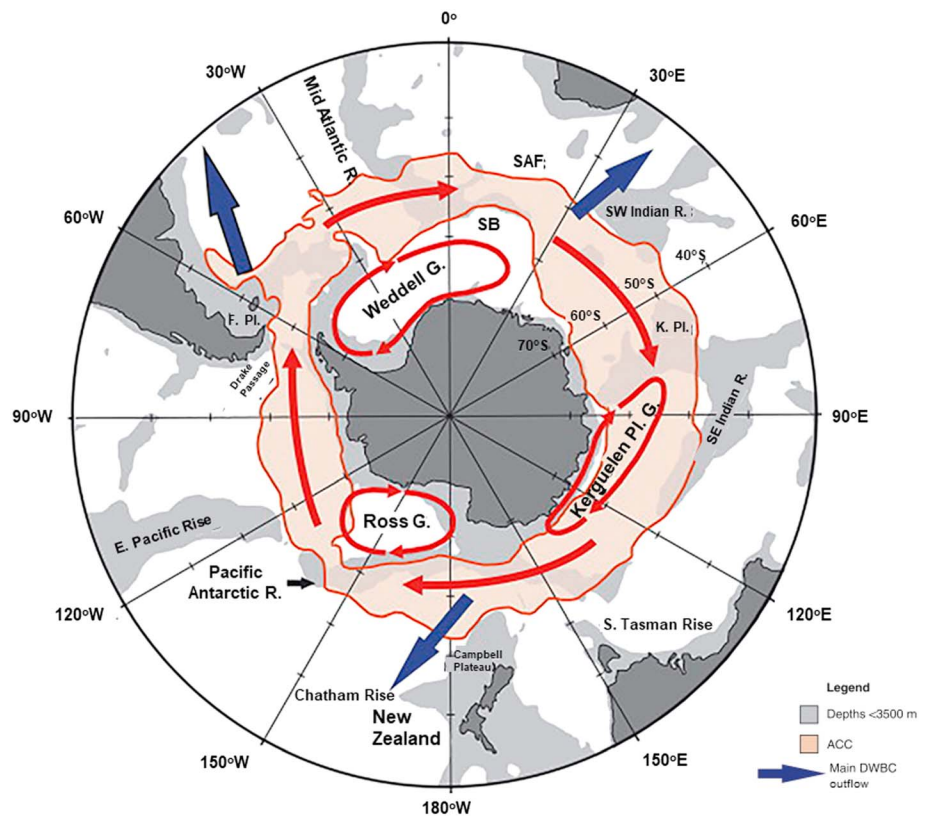 0°
30°W
30°E
Mid Atlantic R.
SAF
60°W
SW Indian R.
60°E
SB
40°S
Weddell G.
50°S
F. Pl.
60°S
K. Pl.
70°S
Drake
Passage
90°W
90°E
SE Indian R.
Kerguelen Pl. G.
Ross G.
E. Pacific Rise
Pacific
Antarctic R.
120°W
120°E
S. Tasman Rise
Campbell
Plateau
Chatham Rise
New
Zealand
150°W
150°E
180°W
Legend
Depths <3500 m
ACC
Main DWBC
outflow